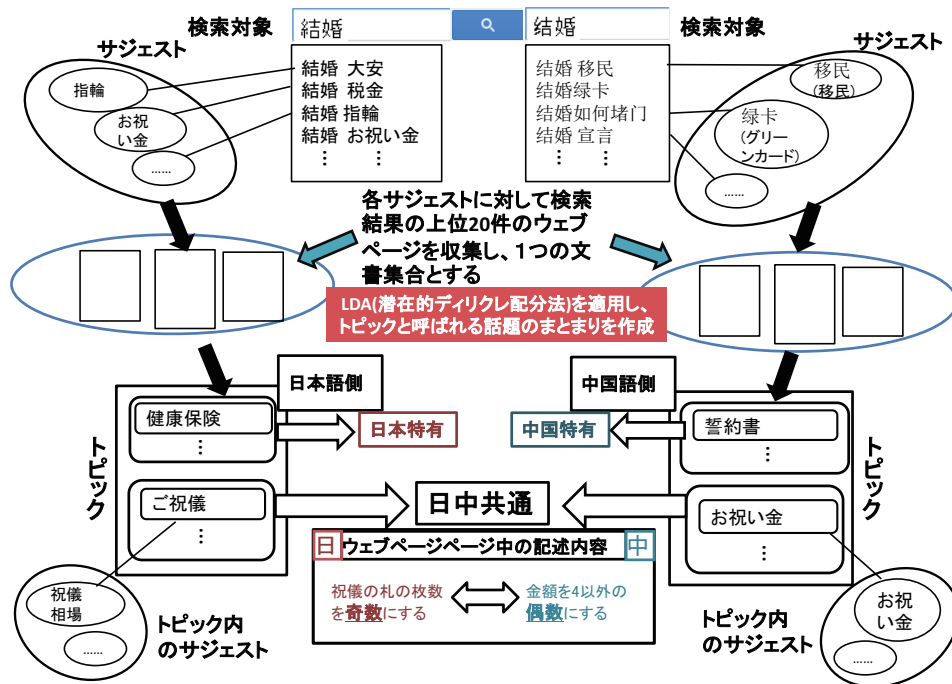 検索対象
結婚
结婚
検索対象
サジェスト
サジェスト
指輪
お祝
い金
......
結婚 大安
結婚 税金
結婚 指輪
結婚 お祝い金
⋮ ⋮
结婚 移民
结婚绿卡
结婚如何堵门
结婚 宣言
⋮ ⋮
移民
(移民)
绿卡
(グリー
ンカード)
......
各サジェストに対して検索
結果の上位20件のウェブ
ページを収集し、１つの文
書集合とする
LDA(潜在的ディリクレ配分法)を適用し、
トピックと呼ばれる話題のまとまりを作成
日本語側
中国語側
トピック
健康保険
⋮
日本特有
中国特有
誓約書
⋮
トピック
ご祝儀
⋮
日中共通
お祝い金
⋮
日 ウェブページページ中の記述内容 中
祝儀の札の枚数
を奇数にする
金額を4以外の
偶数にする
祝儀
相場
......
トピック内
のサジェスト
トピック内
のサジェスト
お祝
い金
......